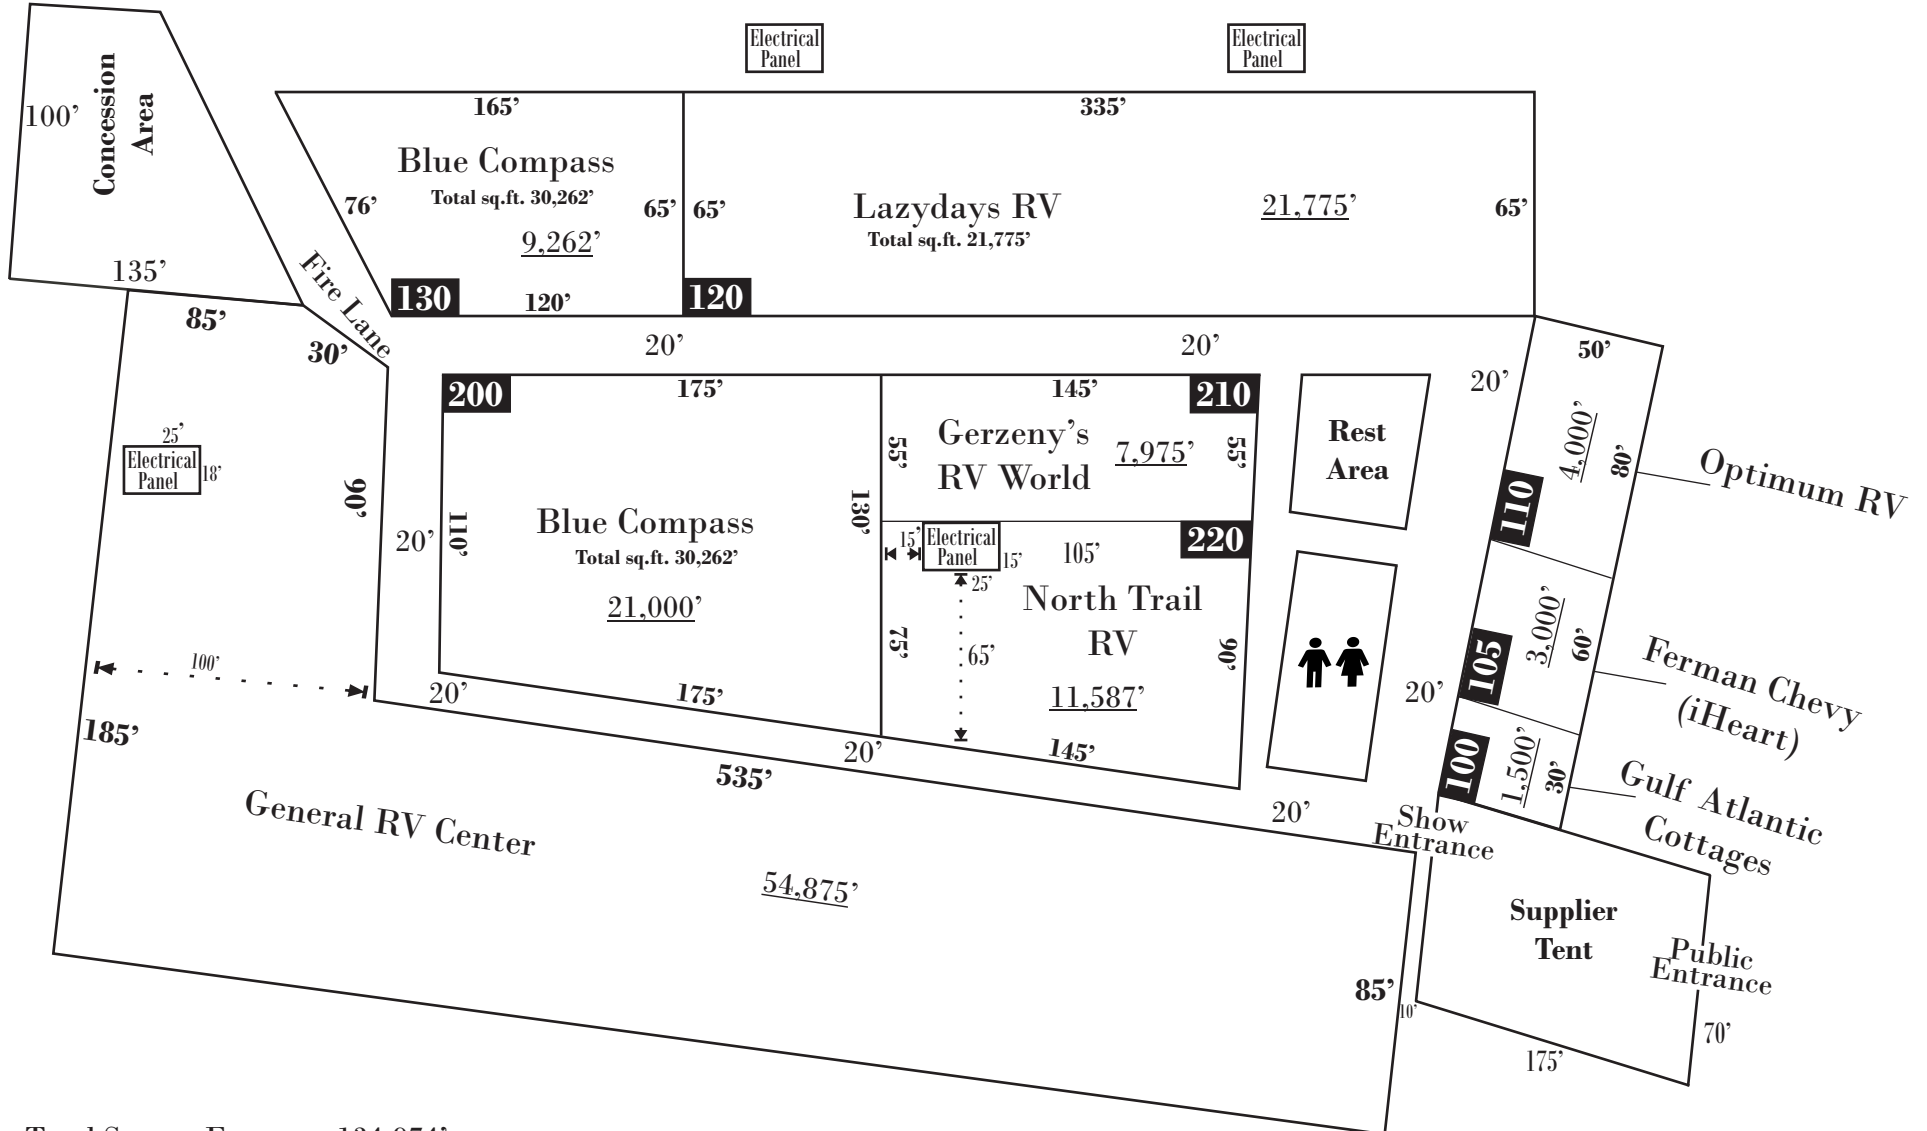 Electrical
Panel
Electrical
Panel
100’
Concession
Area
135’
165’
Blue Compass
Total sq.ft. 30,262’
9,262’
76’
65’
130
120’
335’
65’
Lazydays RV
Total sq.ft. 21,775’
21,775’
65’
120
Fire Lane
85’
30’
20’
20’
20’
50’
25’
Electrical
Panel
18’
90’
20’
200
175’
110’
130’
Blue Compass
Total sq.ft. 30,262’
21,000’
175’
20’
145’
210
55’
Gerzeny’s
RV World
7,975’
55’
15’
Electrical
Panel
15’
25’
105’
220
75’
65’
North Trail
RV
11,587’
90’
145’
20’
Rest
Area
4,000’
80’
110
Optimum RV
3,000’
60’
105
Ferman Chevy
(iHeart)
20’
1,500’
30’
100
Gulf Atlantic
Cottages
20’
Show
Entrance
100’
185’
535’
General RV Center
54,875’
85’
10’
Supplier
Tent
Public
Entrance
70’
175’